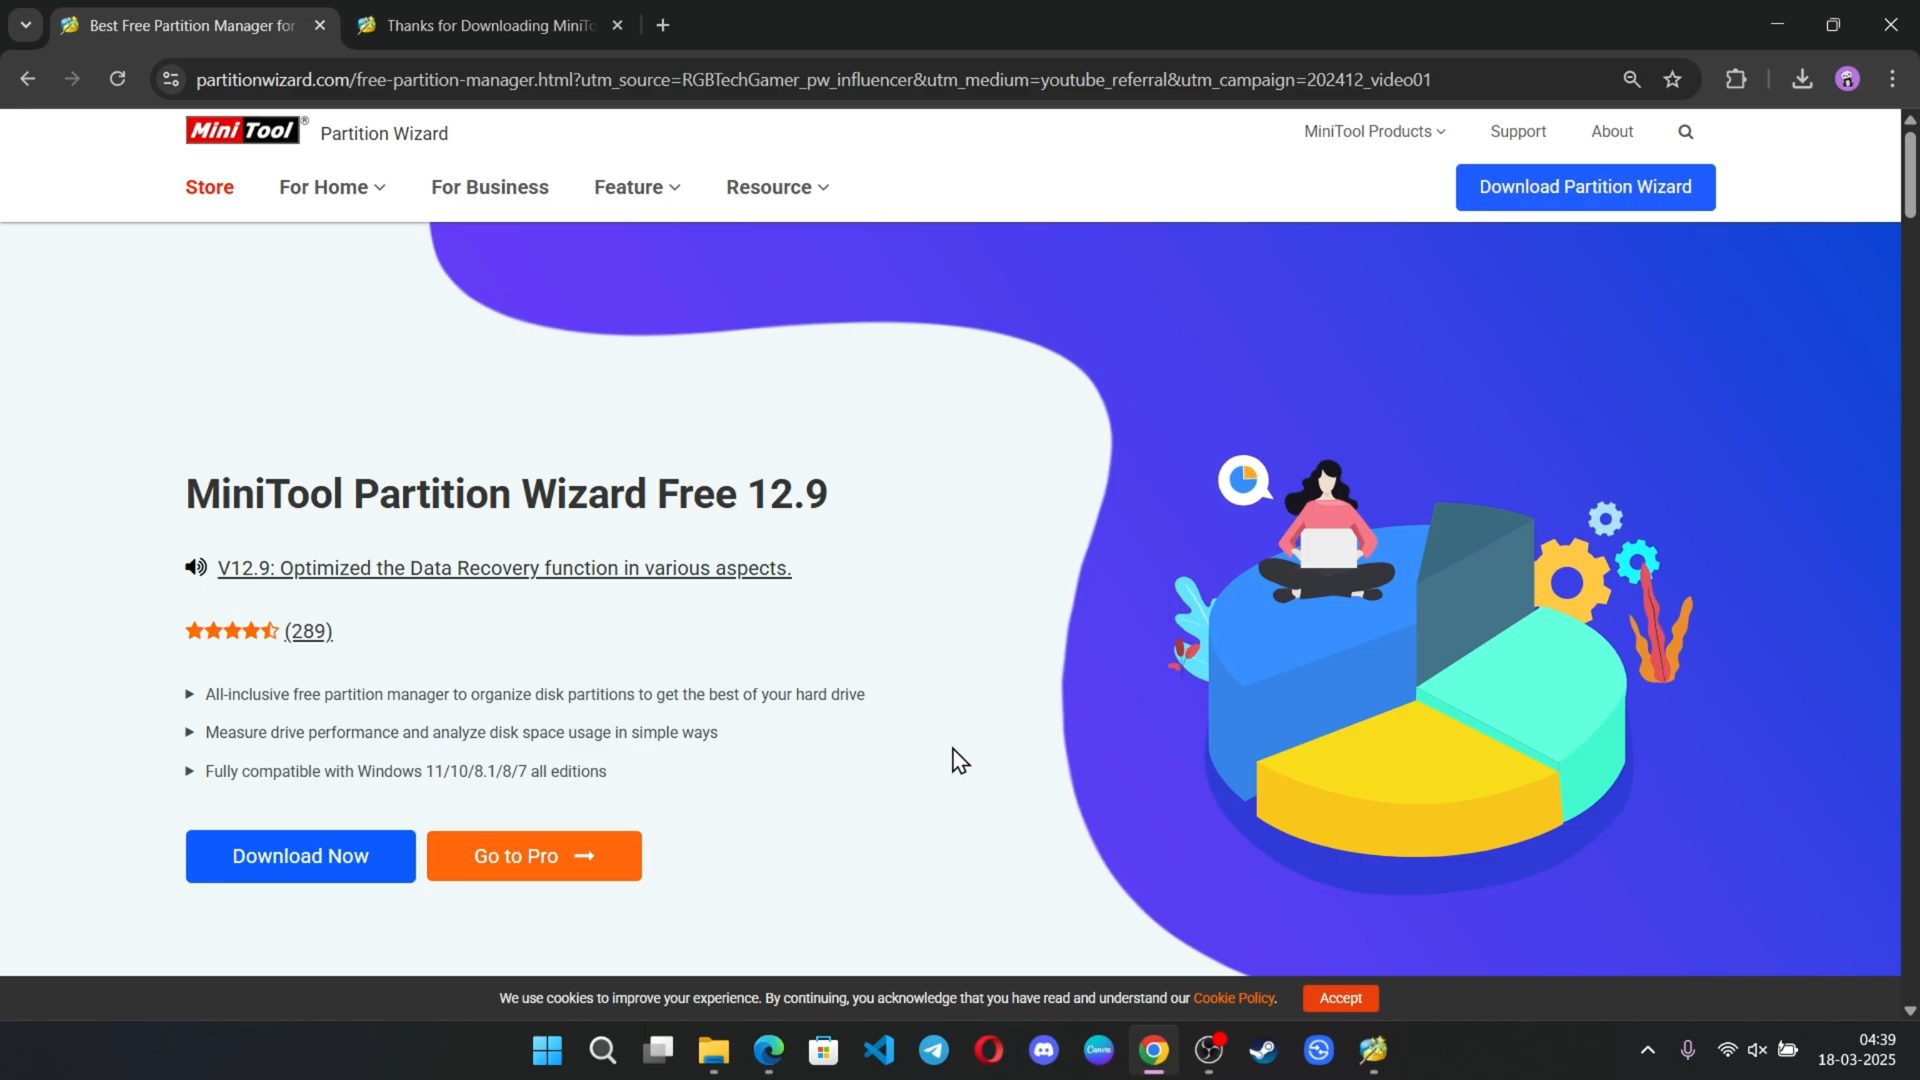 Best Free Partition Manager for
Thanks for Downloading MiniTo
partitionwizard.com/free-partition-manager.html?utm_source=RGBTechGamer_pw_influencer&utm_medium=youtube_referral&utm_campaign=202412_video01
Mini Tool® Partition Wizard
MiniTool Products Support About
Store For Home For Business Feature Resource
Download Partition Wizard
MiniTool Partition Wizard Free 12.9
V12.9: Optimized the Data Recovery function in various aspects.
(289)
All-inclusive free partition manager to organize disk partitions to get the best of your hard drive
Measure drive performance and analyze disk space usage in simple ways
Fully compatible with Windows 11/10/8.1/8/7 all editions
Download Now Go to Pro →
We use cookies to improve your experience. By continuing, you acknowledge that you have read and understand our Cookie Policy. Accept
Canva
04:39
18-03-2025